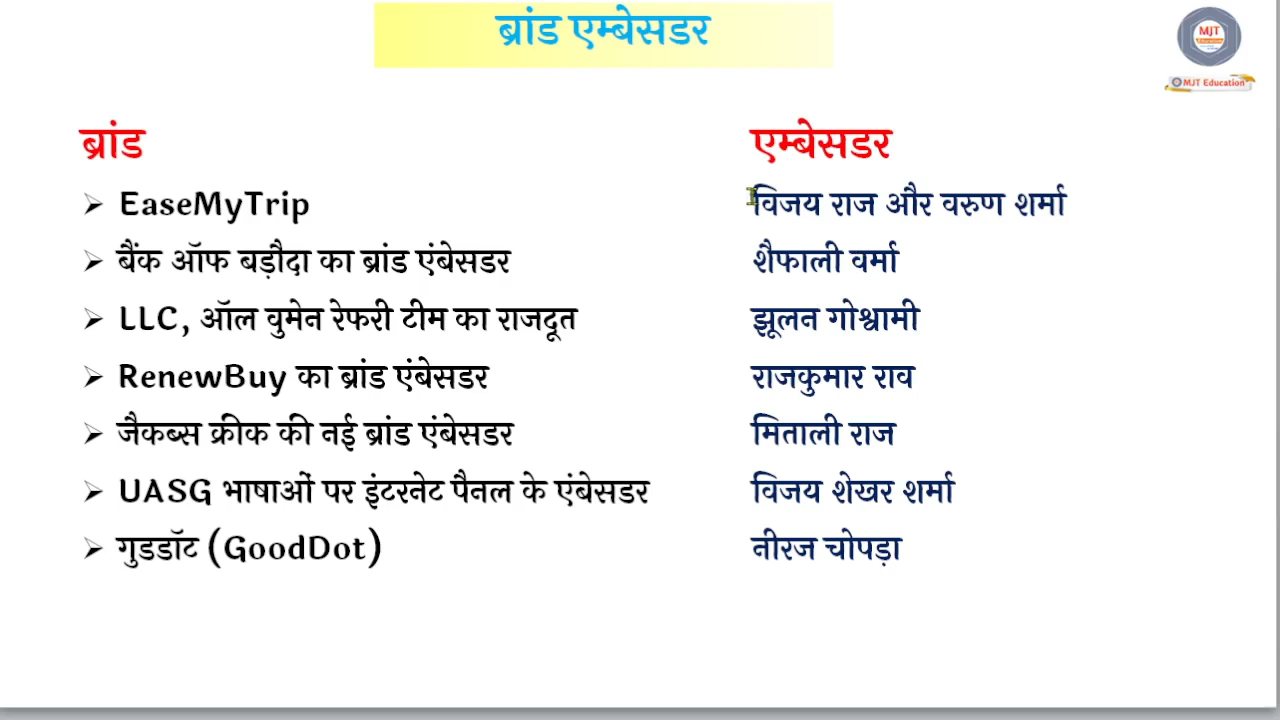 ब्रांड एम्बेसडर
MJT
MJT Education
ब्रांड
एम्बेसडर
EaseMyTrip
विजय राज और वरुण शर्मा
बैंक ऑफ बड़ौदा का ब्रांड एंबेसडर
शैफाली वर्मा
LLC, ऑल वुमेन रेफरी टीम का राजदूत
झूलन गोश्वामी
RenewBuy का ब्रांड एंबेसडर
राजकुमार राव
जैकब्स क्रीक की नई ब्रांड एंबेसडर
मिताली राज
UASG भाषाओं पर इंटरनेट पैनल के एंबेसडर
विजय शेखर शर्मा
गुडडॉट (GoodDot)
नीरज चोपड़ा